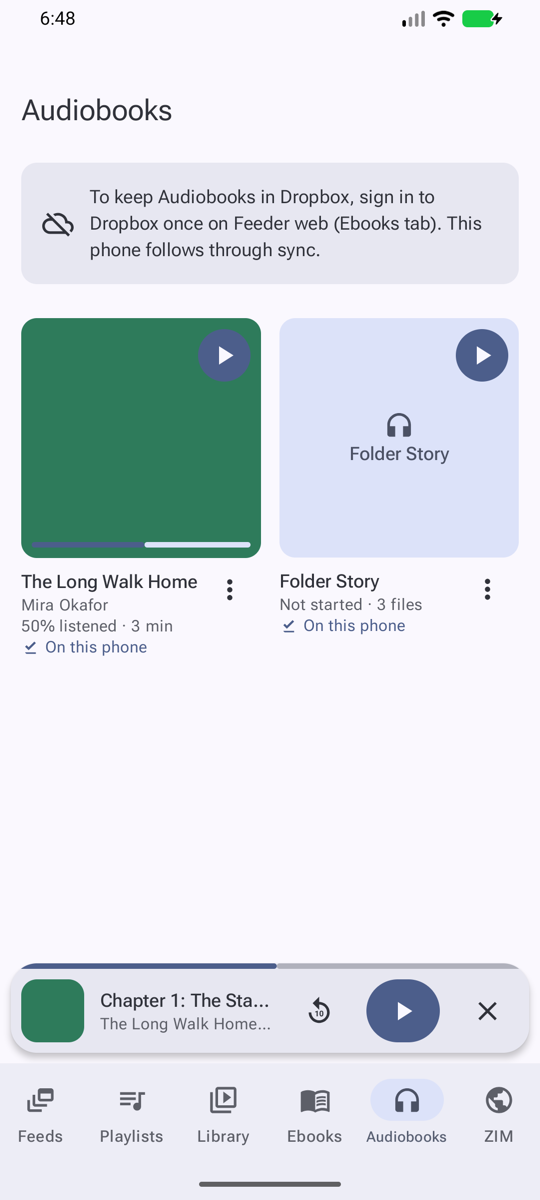 6:48
Audiobooks
To keep Audiobooks in Dropbox, sign in to
Dropbox once on Feeder web (Ebooks tab). This
phone follows through sync.
Folder Story
The Long Walk Home
Mira Okafor
50% listened · 3 min
On this phone
Folder Story
Not started · 3 files
On this phone
Chapter 1: The Sta...
The Long Walk Home...
10
Feeds
Playlists
Library
Ebooks
Audiobooks
ZIM